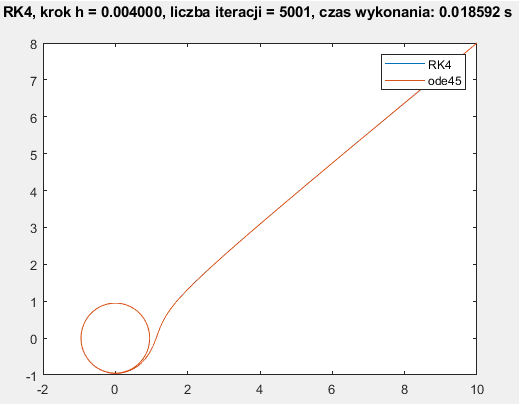 RK4, krok h = 0.004000, liczba iteracji = 5001, czas wykonania: 0.018592 s
8
7
6
5
4
3
2
1
0
-1
-2 0 2 4 6 8 10
RK4
ode45